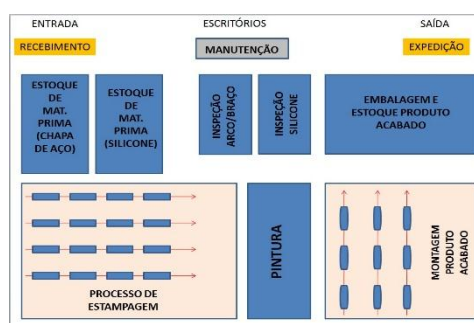 ENTRADA
ESCRITÓRIOS
SAÍDA
RECEBIMENTO
MANUTENÇÃO
EXPEDIÇÃO
ESTOQUE
DE
MAT.
PRIMA
(CHAPA
DE AÇO)
ESTOQUE
DE
MAT.
PRIMA
(SILICONE)
INSPEÇÃO
ARCO/BRAÇO
INSPEÇÃO
SILICONE
EMBALAGEM E
ESTOQUE PRODUTO
ACABADO
PROCESSO DE
ESTAMPAGEM
PINTURA
MONTAGEM
PRODUTO
ACABADO